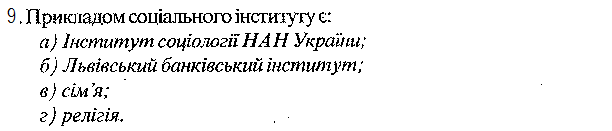 9. Прикладом соціального інституту є:
а) Інститут соціології НАН України;
б) Львівський банківський інститут;
в) сім’я;
г) релігія.